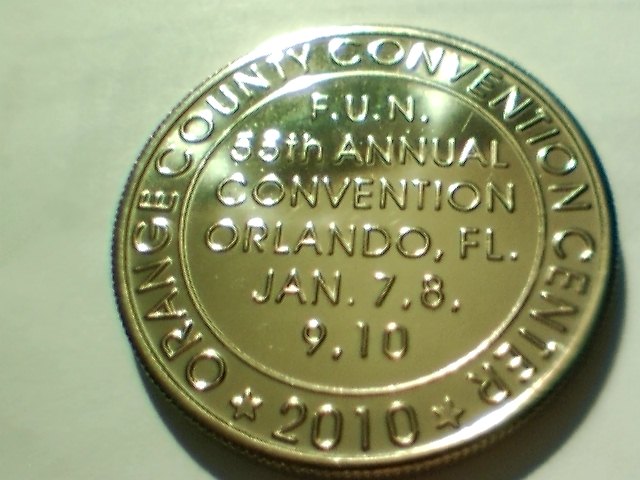 ORANGE COUNTY CONVENTION CENTER
F.U.N.
55th ANNUAL
CONVENTION
ORLANDO, FL.
JAN. 7.8.
9.10
2010